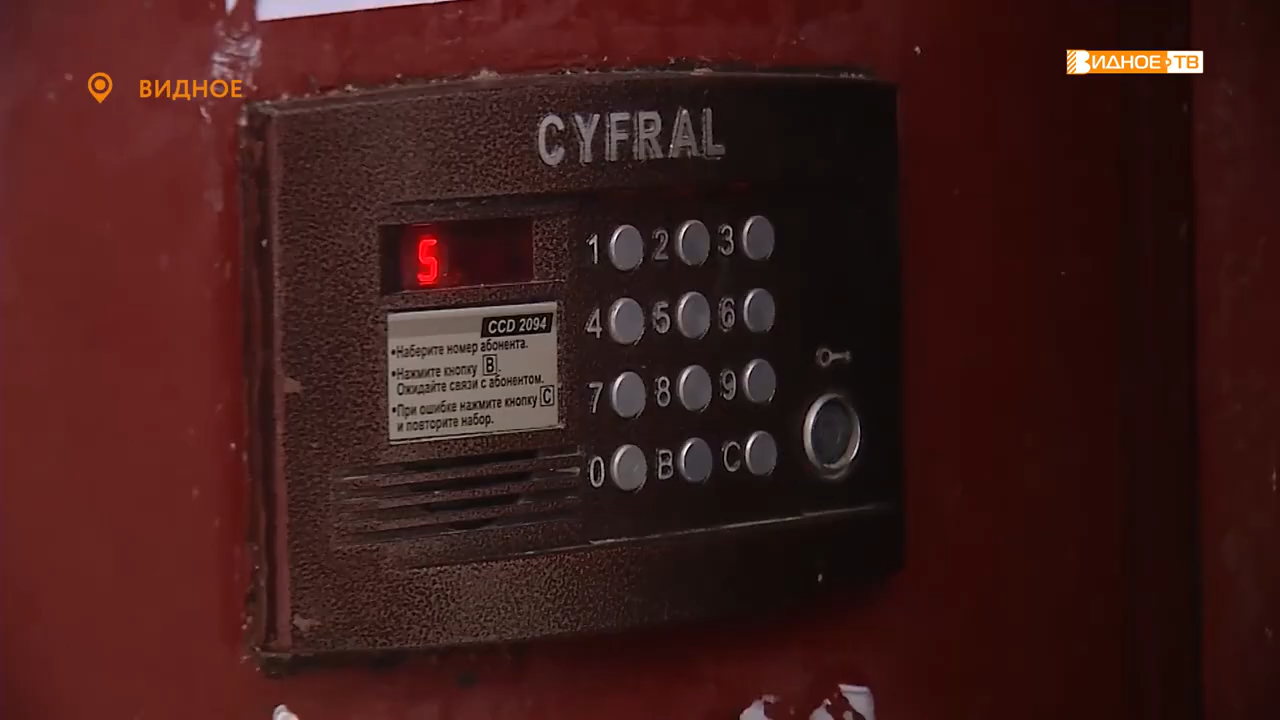 ВИДНОЕ
ВИДНОЕ ТВ
CYFRAL
5
1 2 3
4 5 6
7 8 9
0 B C
CCD 2094
•Наберите номер абонента.
•Нажмите кнопку B.
Ожидайте связи с абонентом.
•При ошибке нажмите кнопку C
и повторите набор.